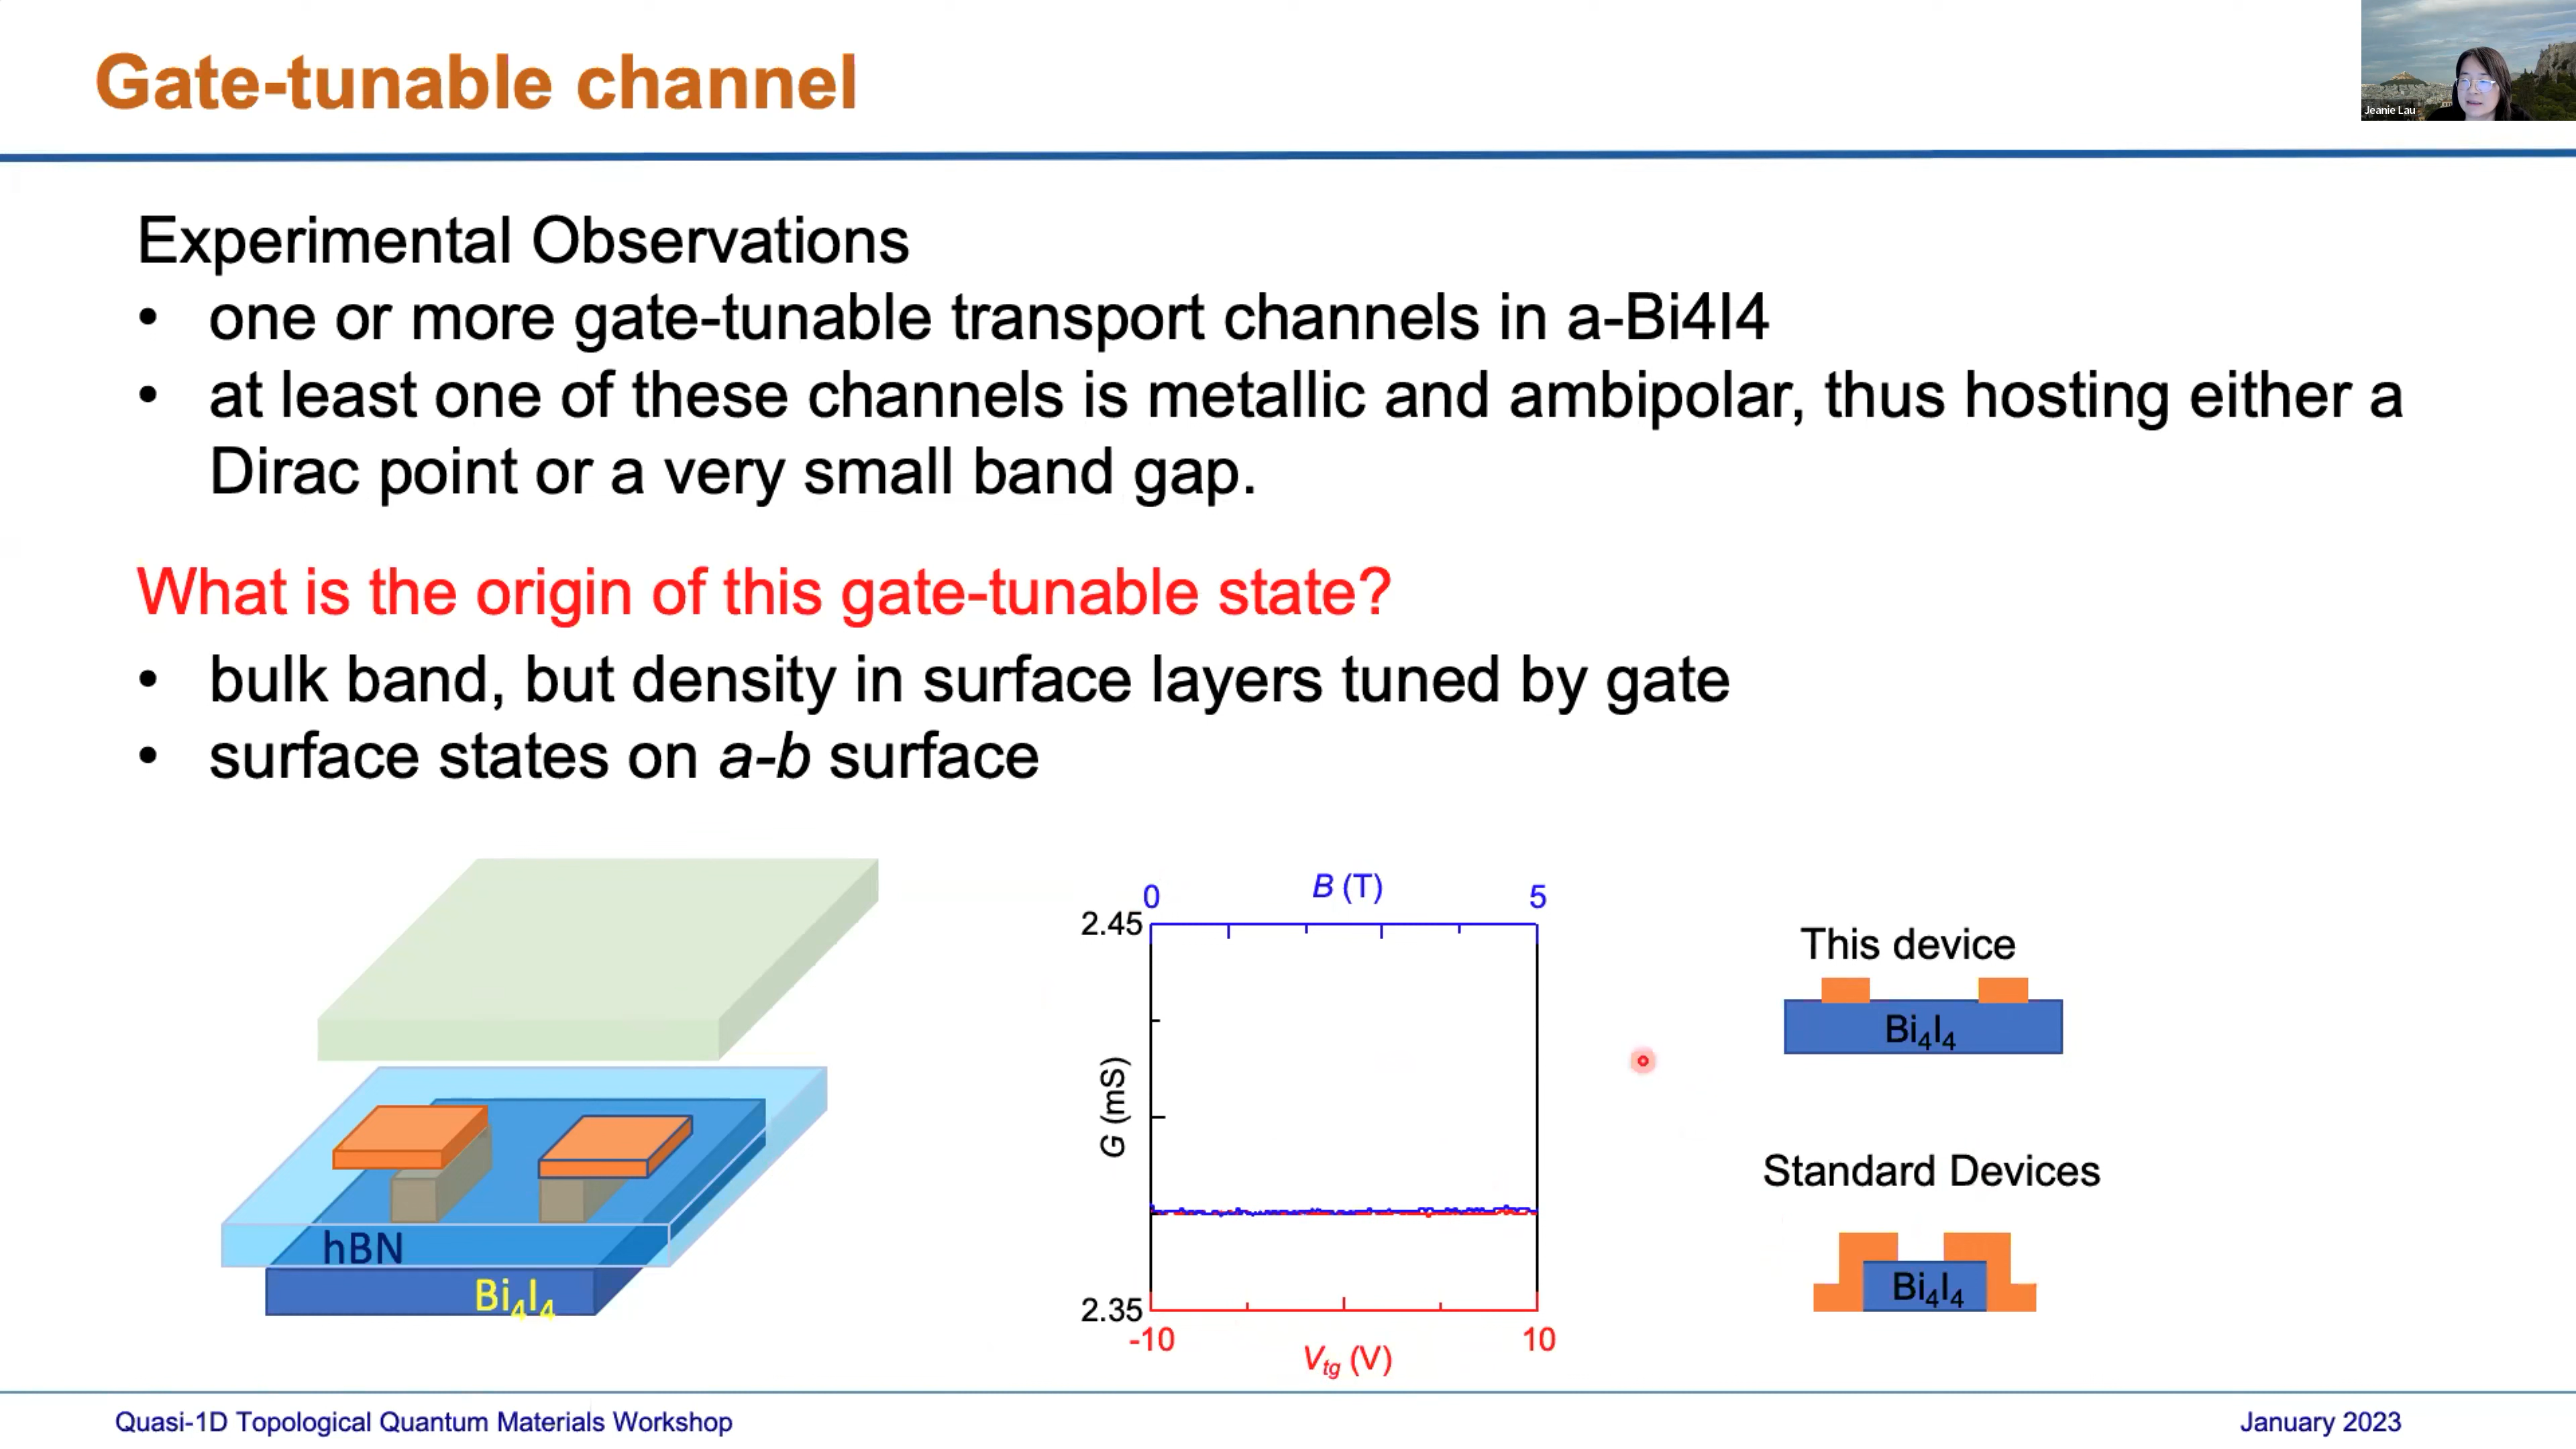 Gate-tunable channel
Jeanie Lau
Experimental Observations
• one or more gate-tunable transport channels in a-Bi4I4
• at least one of these channels is metallic and ambipolar, thus hosting either a
Dirac point or a very small band gap.
What is the origin of this gate-tunable state?
• bulk band, but density in surface layers tuned by gate
• surface states on a-b surface
hBN
Bi4I4
0 B (T) 5
2.45
G (mS)
2.35
-10 10
Vtg (V)
This device
Bi4I4
Standard Devices
Bi4I4
Quasi-1D Topological Quantum Materials Workshop
January 2023